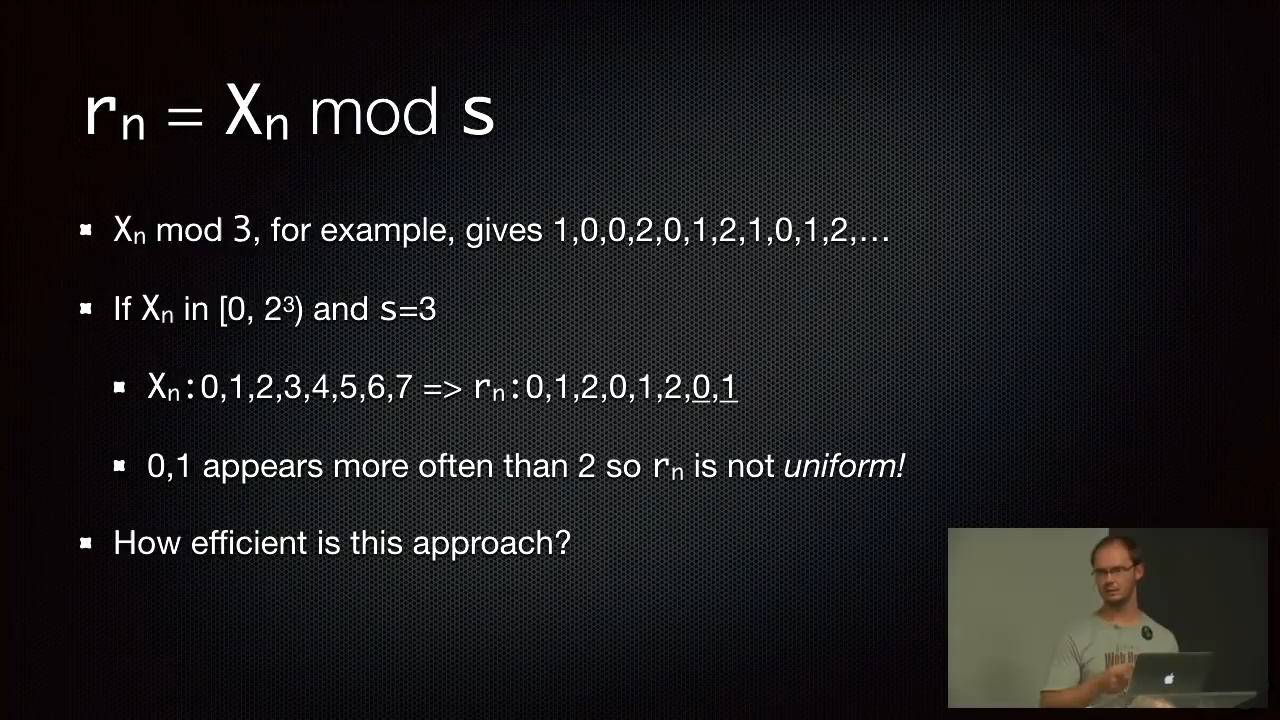 rₙ = Xₙ mod s
Xₙ mod 3, for example, gives 1,0,0,2,0,1,2,1,0,1,2,…
If Xₙ in [0, 2³) and s=3
Xₙ:0,1,2,3,4,5,6,7 => rₙ:0,1,2,0,1,2,0,1
0,1 appears more often than 2 so rₙ is not uniform!
How efficient is this approach?